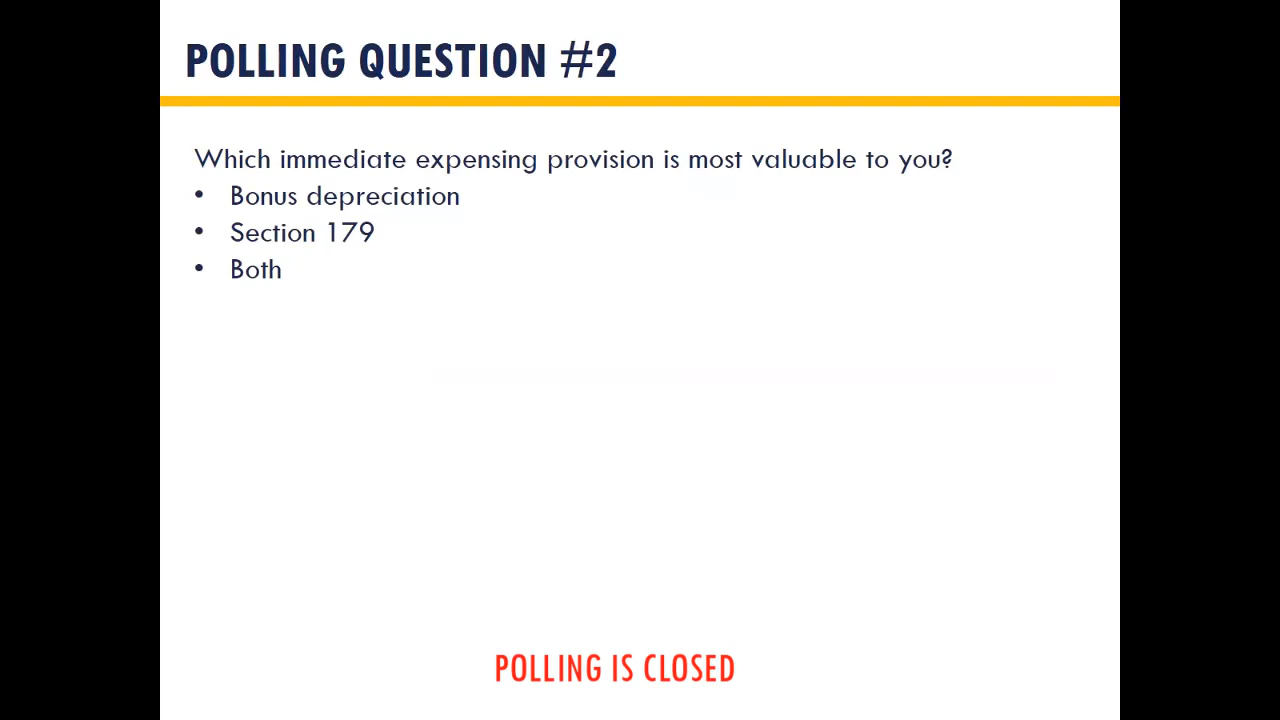 POLLING QUESTION #2
Which immediate expensing provision is most valuable to you?
• Bonus depreciation
• Section 179
• Both
POLLING IS CLOSED